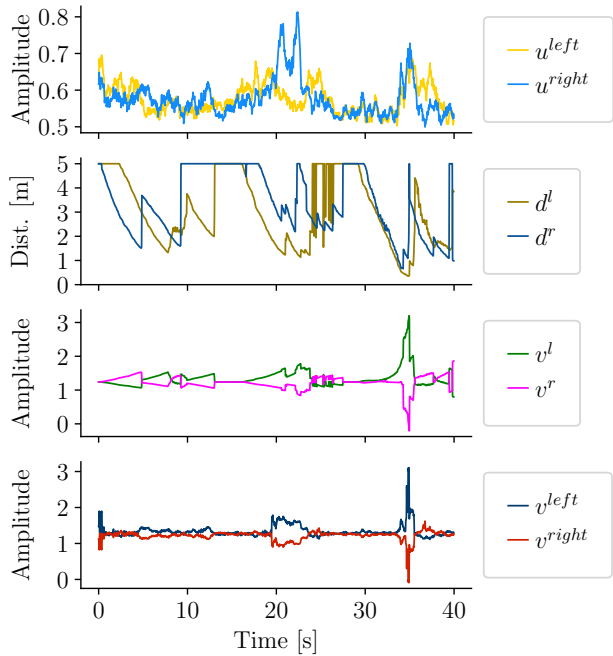 0.8
0.7
0.6
0.5
Amplitude
u^{left}
u^{right}
5
4
3
2
1
0
Dist. [m]
d^{l}
d^{r}
3
2
1
0
Amplitude
v^{l}
v^{r}
3
2
1
0
Amplitude
v^{left}
v^{right}
0 10 20 30 40
Time [s]